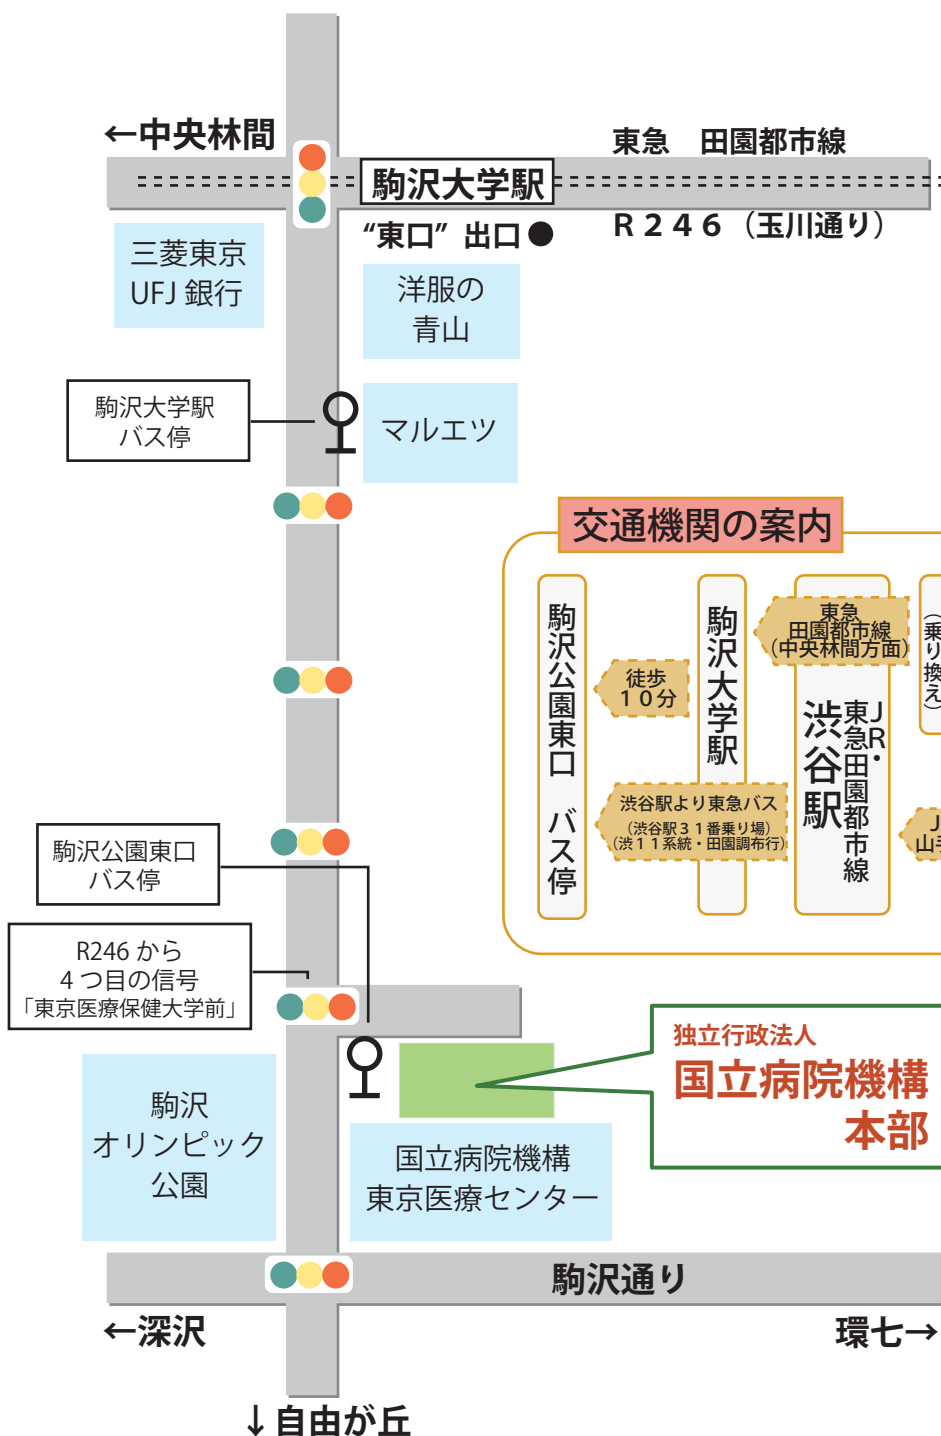 ←中央林間
東急　田園都市線
駒沢大学駅
“東口” 出口●
R２４６（玉川通り）
三菱東京
UFJ 銀行
洋服の
青山
駒沢大学駅
バス停
マルエツ
交通機関の案内
駒沢公園東口　バス停
徒歩
１０分
駒沢大学駅
東急
田園都市線
（中央林間方面）
渋谷駅より東急バス
（渋谷駅３１番乗り場）
（渋１１系統・田園調布行）
JR・
東急田園都市線
渋谷駅
（乗り換え）
J
山手
駒沢公園東口
バス停
R246 から
４つ目の信号
「東京医療保健大学前」
独立行政法人
国立病院機構
本部
駒沢
オリンピック
公園
国立病院機構
東京医療センター
駒沢通り
←深沢
環七→
↓自由が丘